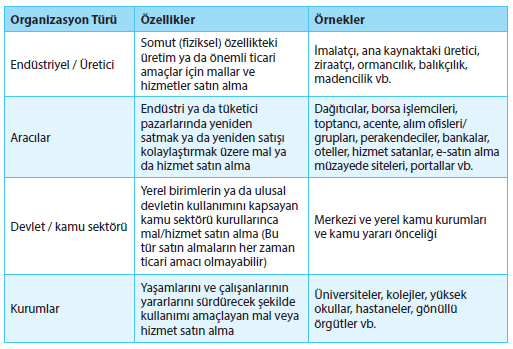 Organizasyon Türü
Özellikler
Örnekler
Endüstriyel / Üretici
Somut (fiziksel) özellikteki
üretim ya da önemli ticari
amaçlar için mallar ve
hizmetler satın alma
İmalatçı, ana kaynaktaki üretici,
ziraatçı, ormancılık, balıkçılık,
madencilik vb.
Aracılar
Endüstri ya da tüketici
pazarlarında yeniden
satmak ya da yeniden satışı
kolaylaştırmak üzere mal ya
da hizmet satın alma
Dağıtıcılar, borsa işlemcileri,
toptancı, acente, alım ofisleri/
grupları, perakendeciler, bankalar,
oteller, hizmet satanlar, e-satın alma
müzayede siteleri, portallar vb.
Devlet / kamu sektörü
Yerel birimlerin ya da ulusal
devletin kullanımını kapsayan
kamu sektörü kurullarınca
mal/hizmet satın alma (Bu
tür satın almaların her zaman
ticari amacı olmayabilir)
Merkezi ve yerel kamu kurumları
ve kamu yararı önceliği
Kurumlar
Yaşamlarını ve çalışanlarının
yararlarını sürdürecek şekilde
kullanımı amaçlayan mal veya
hizmet satın alma
Üniversiteler, kolejler, yüksek
okullar, hastaneler, gönüllü
örgütler vb.